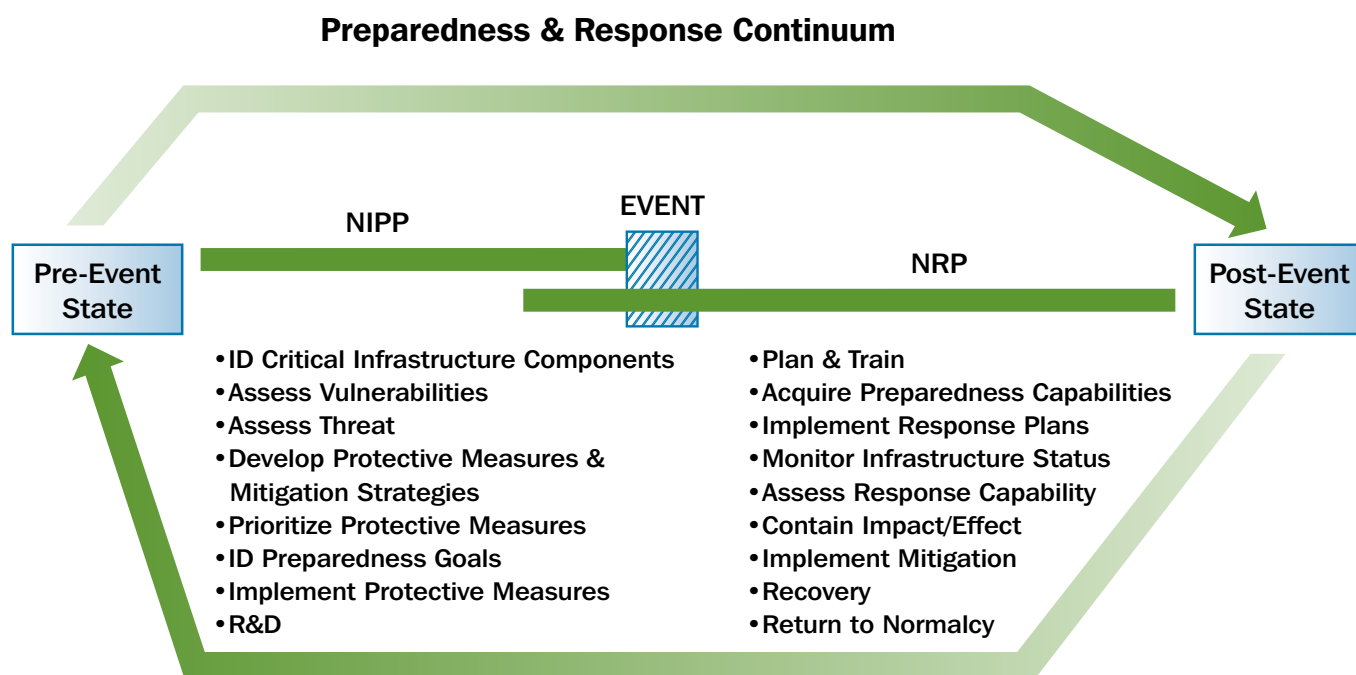 Preparedness & Response Continuum
EVENT
NIPP
NRP
Pre-Event
State
Post-Event
State
•ID Critical Infrastructure Components
•Assess Vulnerabilities
•Assess Threat
•Develop Protective Measures &
Mitigation Strategies
•Prioritize Protective Measures
•ID Preparedness Goals
•Implement Protective Measures
•R&D
•Plan & Train
•Acquire Preparedness Capabilities
•Implement Response Plans
•Monitor Infrastructure Status
•Assess Response Capability
•Contain Impact/Effect
•Implement Mitigation
•Recovery
•Return to Normalcy